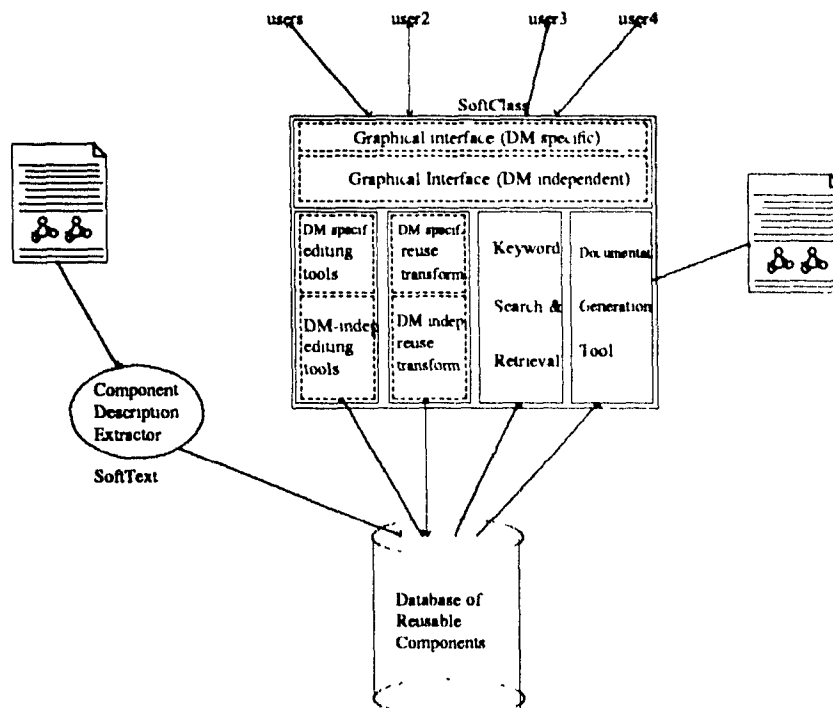 users user2 user3 user4
SoftClass
Graphical interface (DM specific)
Graphical Interface (DM independent)
DM specif
editing
tools
DM specif.
reuse
transform
Keyword
Search &
Retrieval
Documentat
Generation
Tool
DM-indep
editing
tools
DM indep
reuse
transform
Component
Description
Extractor
SoftText
Database of
Reusable
Components